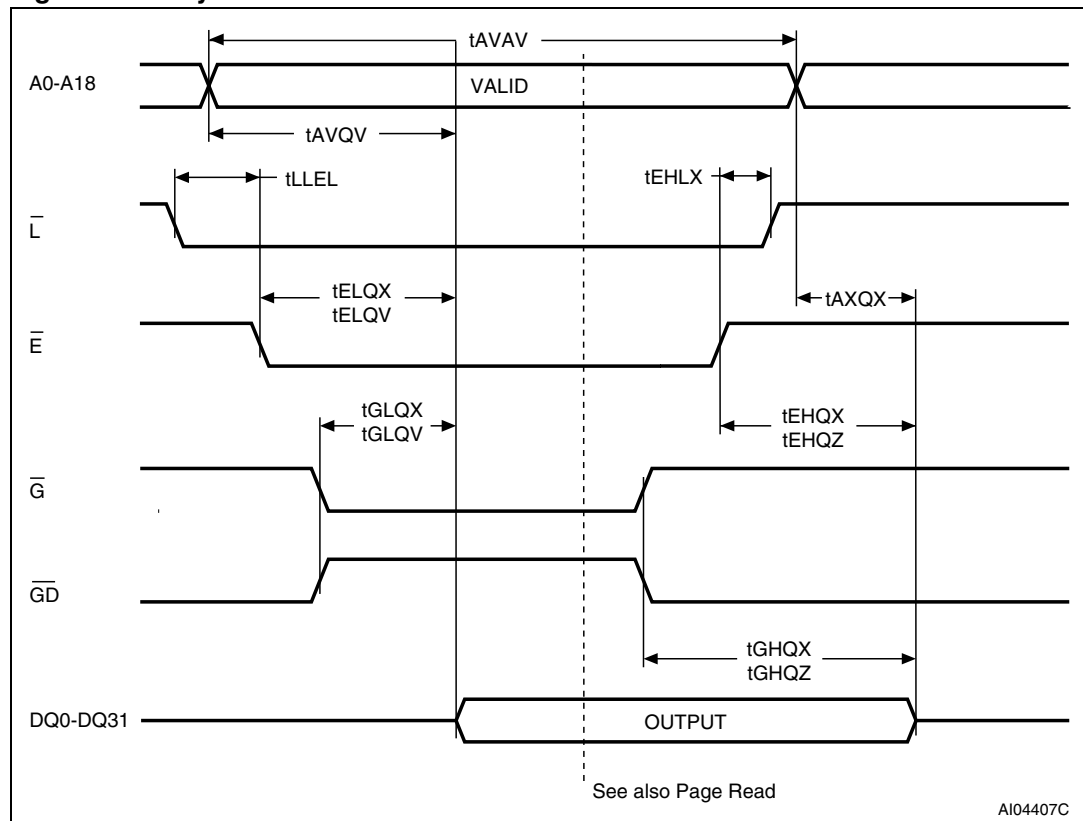 tAVAV
A0-A18
VALID
tAVQV
tLLEL
tEHLX
L̅
tELQX
tELQV
tAXQX
E̅
tGLQX
tGLQV
tEHQX
tEHQZ
G̅
G̅D̅
tGHQX
tGHQZ
DQ0-DQ31
OUTPUT
See also Page Read
AI04407C